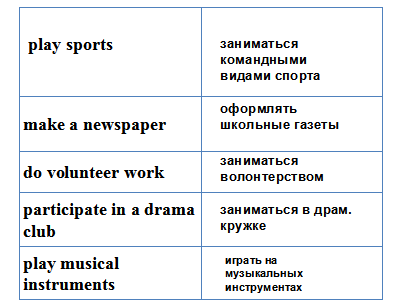 play sports
заниматься
командными
видами спорта
make a newspaper
оформлять
школьные газеты
do volunteer work
заниматься
волонтерством
participate in a drama
club
заниматься в драм.
кружке
play musical
instruments
играть на
музыкальных
инструментах